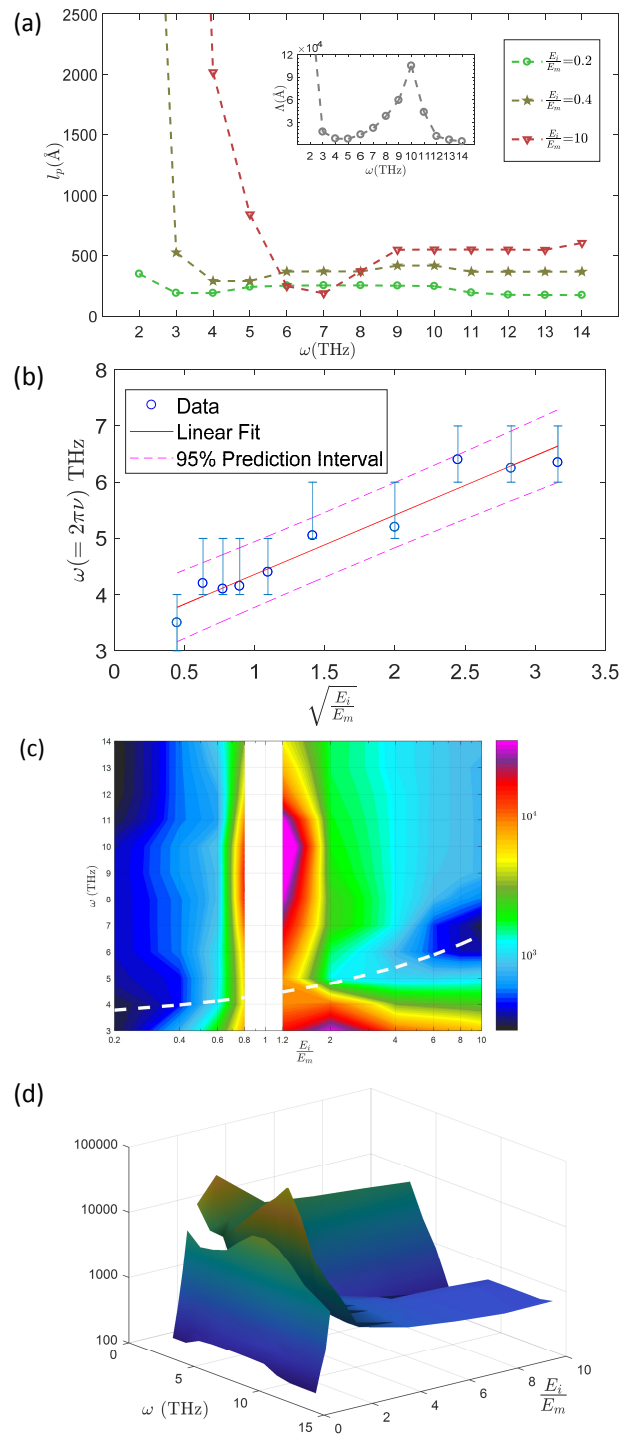 (a)
2500
2000
1500
1000
500
0
l_p(Å)
2 3 4 5 6 7 8 9 10 11 12 13 14
ω(THz)
×10⁴
12
9
6
3
Λ(Å)
2 3 4 5 6 7 8 9 10 11 12 13 14
ω(THz)
E_i/E_m=0.2
E_i/E_m=0.4
E_i/E_m=10
(b)
8
7
6
5
4
3
ω(= 2πν) THz
Data
Linear Fit
95% Prediction Interval
0 0.5 1 1.5 2 2.5 3 3.5
√(E_i/E_m)
(c)
14
13
12
11
10
9
8
7
6
5
4
3
ω (THz)
0.2 0.4 0.6 0.8 1 1.2 2 4 6 8 10
E_i/E_m
10⁴
10³
(d)
100000
10000
1000
100
0
5
10
15
ω (THz)
0
2
4
6
8
10
E_i/E_m